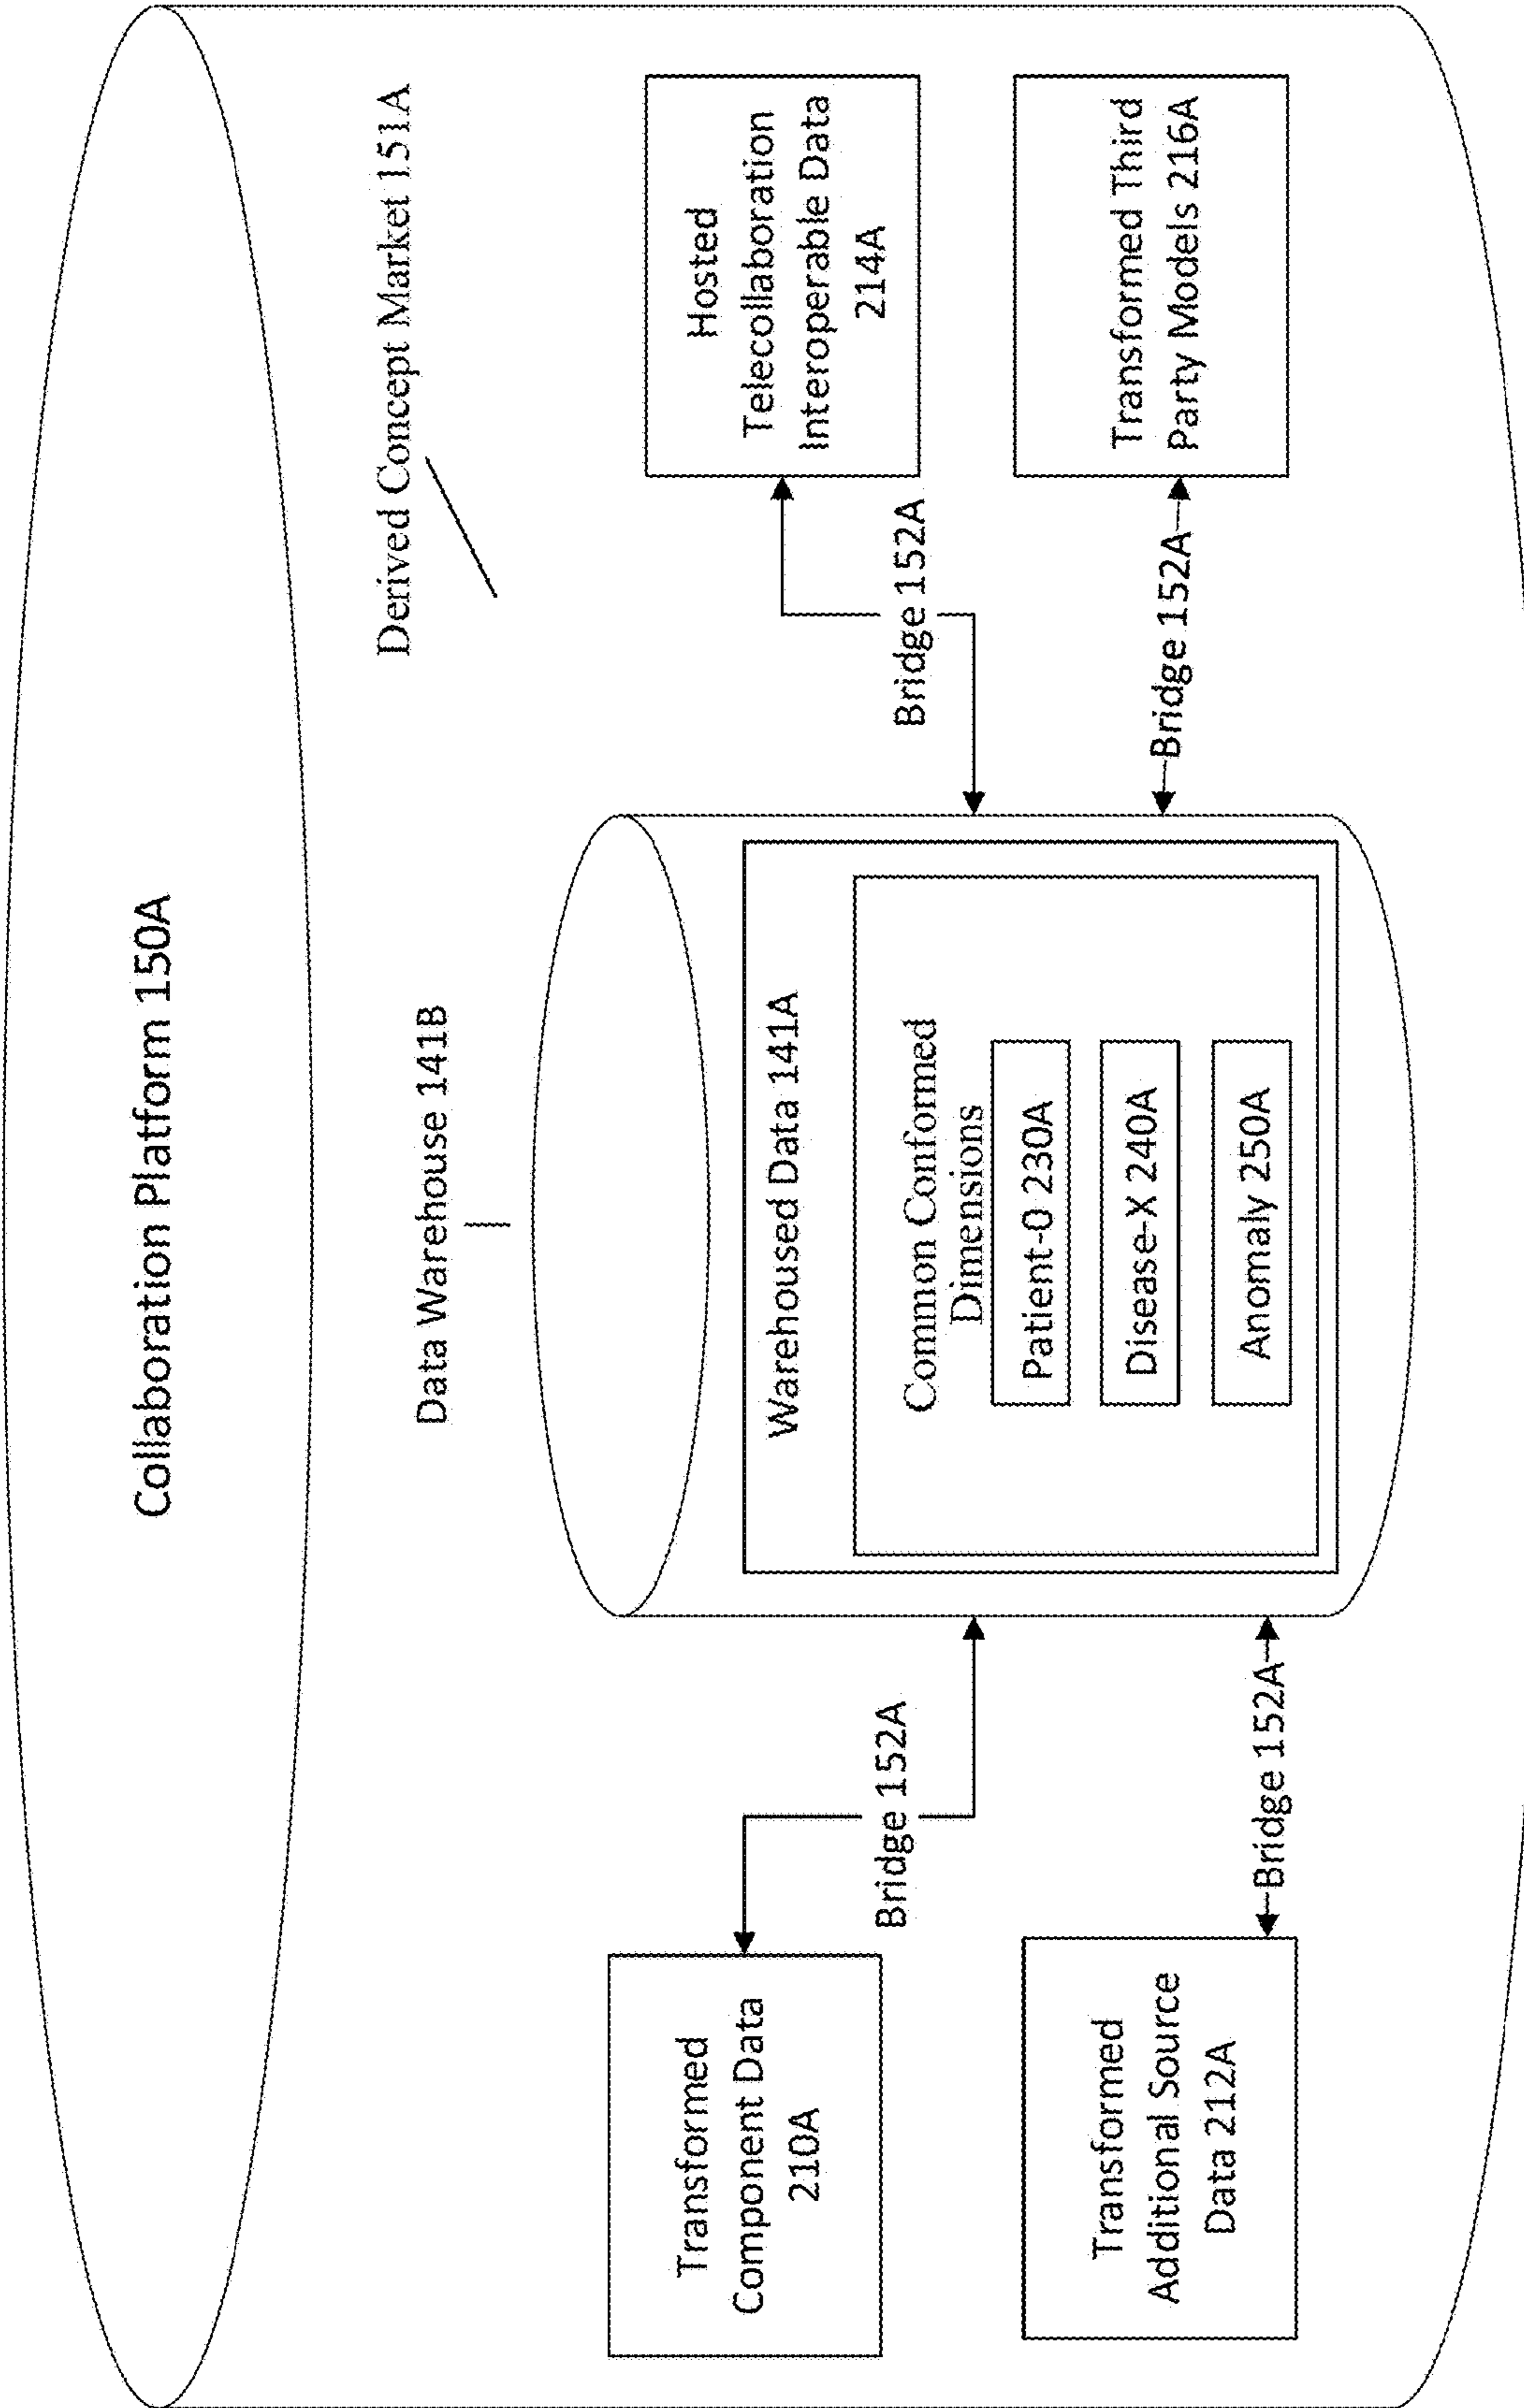 Collaboration Platform 150A
Data Warehouse 141B
Derived Concept Market 151A
Transformed
Component Data
210A
Bridge 152A
Transformed
Additional Source
Data 212A
Bridge 152A
Warehoused Data 141A
Common Conformed
Dimensions
Patient-0 230A
Disease-X 240A
Anomaly 250A
Bridge 152A
Hosted
Telecollaboration
Interoperable Data
214A
Bridge 152A
Transformed Third
Party Models 216A